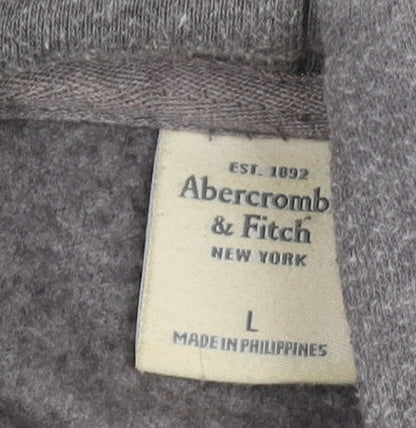 EST. 1892
Abercromb
& Fitch
NEW YORK
L
MADE IN PHILIPPINES